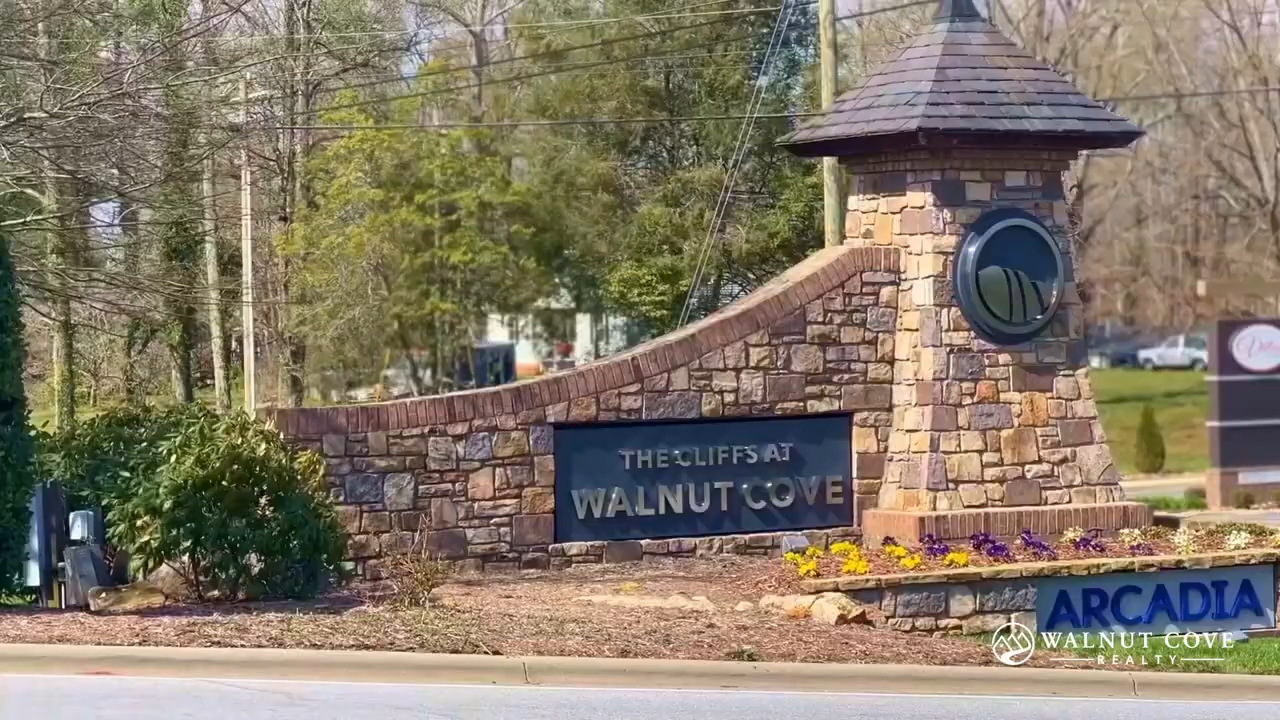 THE CLIFFS AT
WALNUT COVE
ARCADIA
WALNUT COVE
REALTY